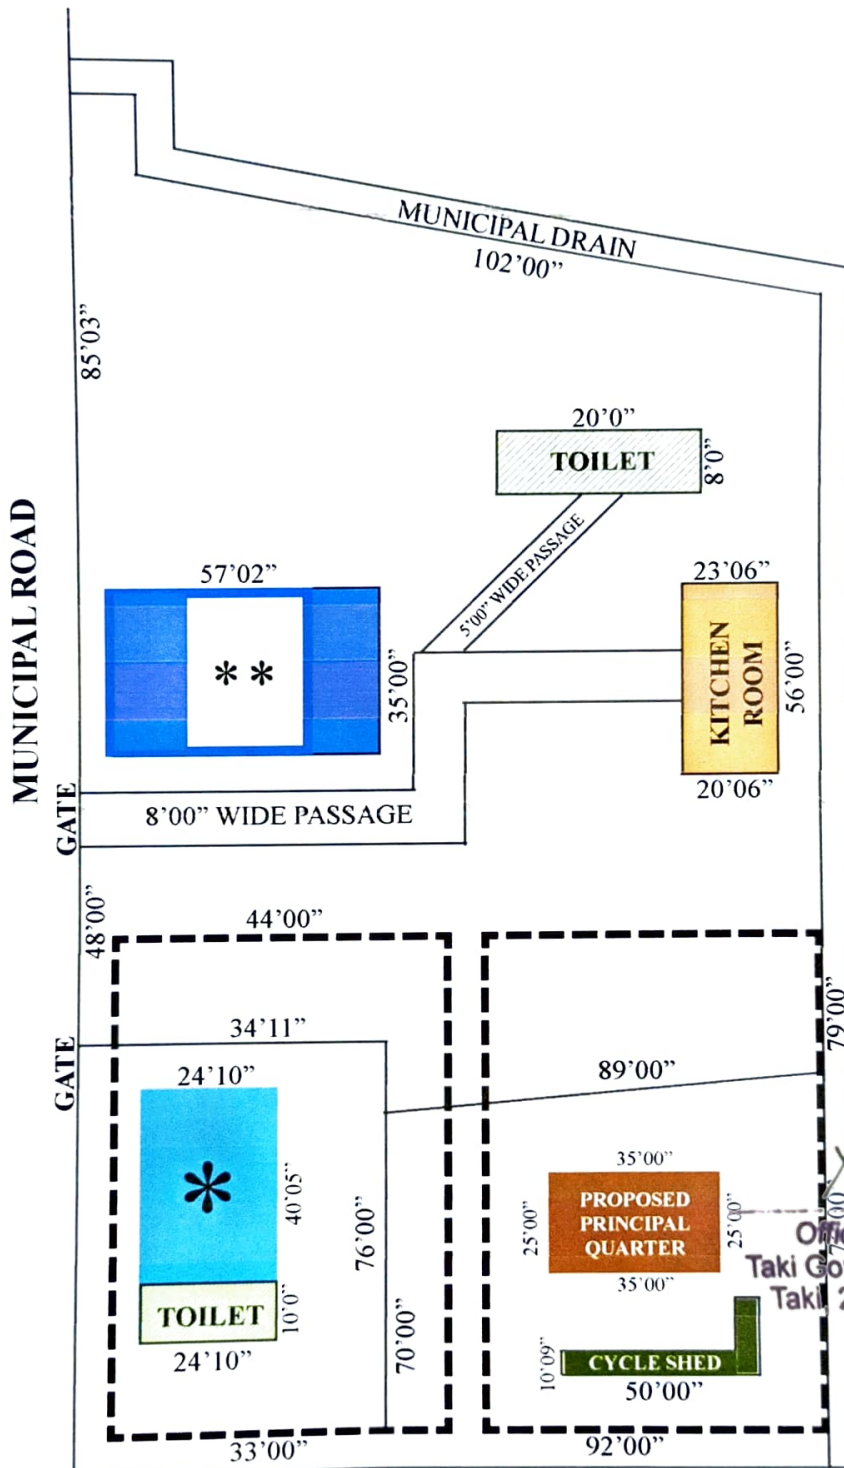 MUNICIPAL DRAIN
102’00”
85’03”
MUNICIPAL ROAD
20’0”
TOILET
8’0”
5’00” WIDE PASSAGE
57’02”
* *
35’00”
23’06”
KITCHEN
ROOM
56’00”
20’06”
GATE
8’00” WIDE PASSAGE
48’00”
44’00”
79’00”
34’11”
GATE
24’10”
89’00”
*
40’05”
76’00”
35’00”
25’00”
PROPOSED
PRINCIPAL
QUARTER
25’00”
35’00”
Taki
TOILET
10’0”
24’10”
70’00”
10’09”
CYCLE SHED
50’00”
33’00”
92’00”